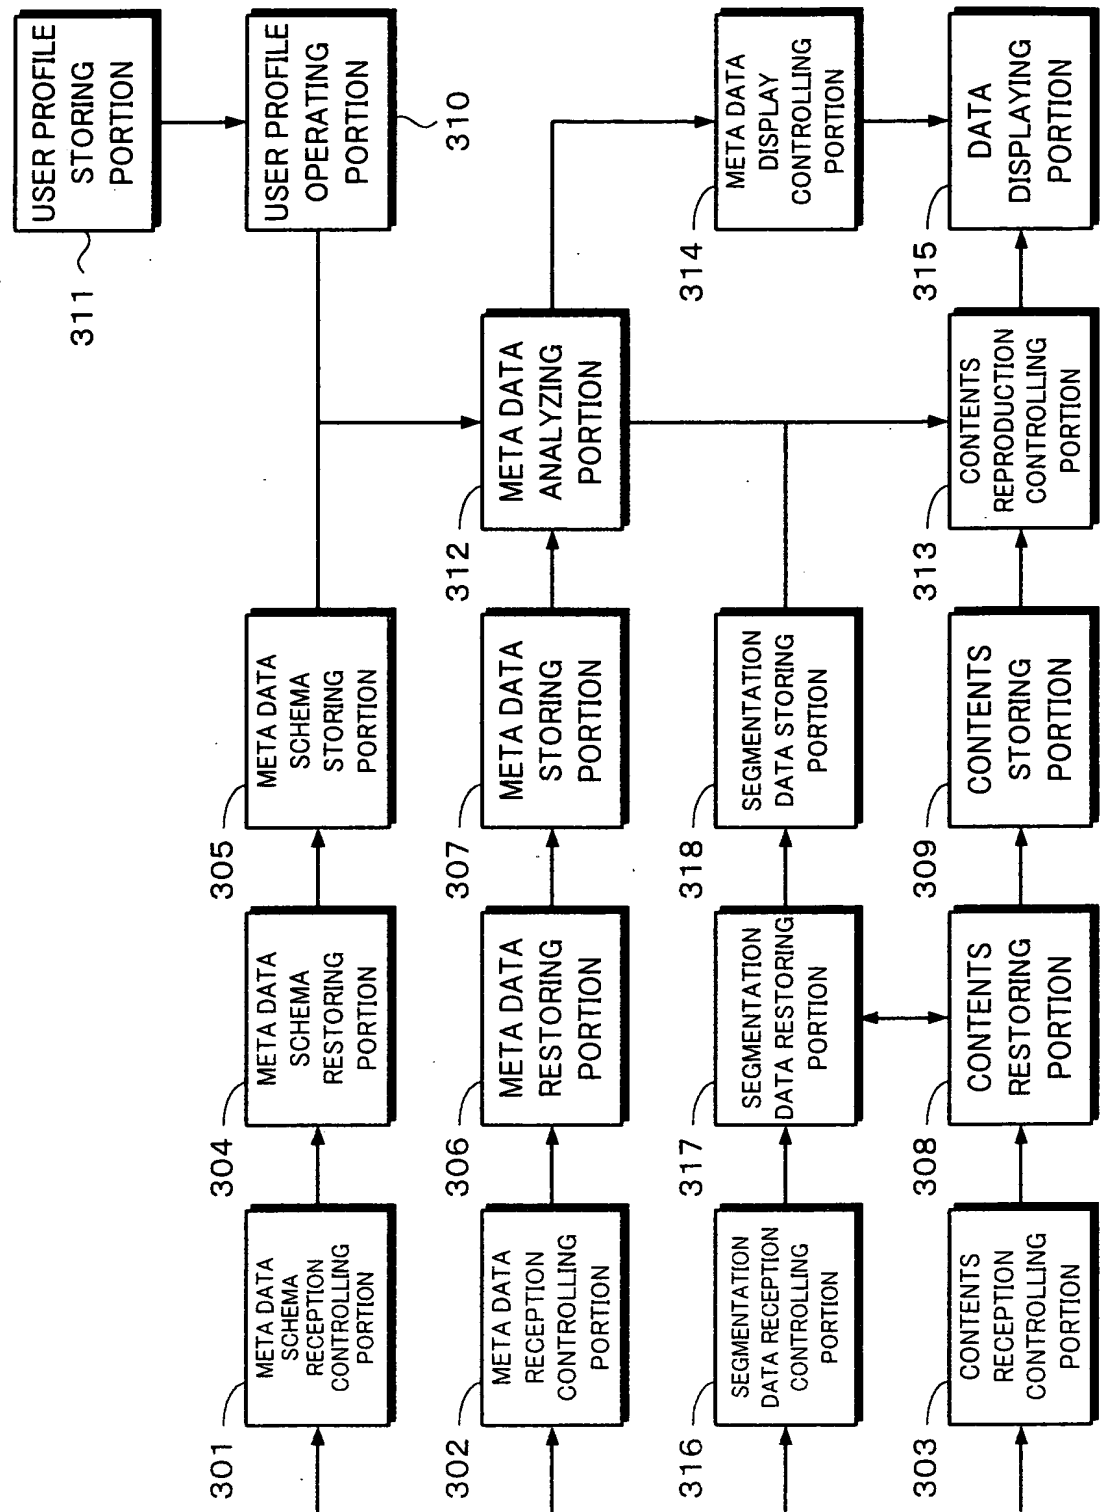 USER PROFILE
STORING
PORTION
311
USER PROFILE
OPERATING
PORTION
310
META DATA
SCHEMA
RECEPTION
CONTROLLING
PORTION
301
META DATA
SCHEMA
RESTORING
PORTION
304
META DATA
SCHEMA
STORING
PORTION
305
META DATA
RECEPTION
CONTROLLING
PORTION
302
META DATA
RESTORING
PORTION
306
META DATA
STORING
PORTION
307
META DATA
ANALYZING
PORTION
312
SEGMENTATION
DATA RECEPTION
CONTROLLING
PORTION
316
SEGMENTATION
DATA RESTORING
PORTION
317
SEGMENTATION
DATA STORING
PORTION
318
META DATA
DISPLAY
CONTROLLING
PORTION
314
CONTENTS
RECEPTION
CONTROLLING
PORTION
303
CONTENTS
RESTORING
PORTION
308
CONTENTS
STORING
PORTION
309
CONTENTS
REPRODUCTION
CONTROLLING
PORTION
313
DATA
DISPLAYING
PORTION
315